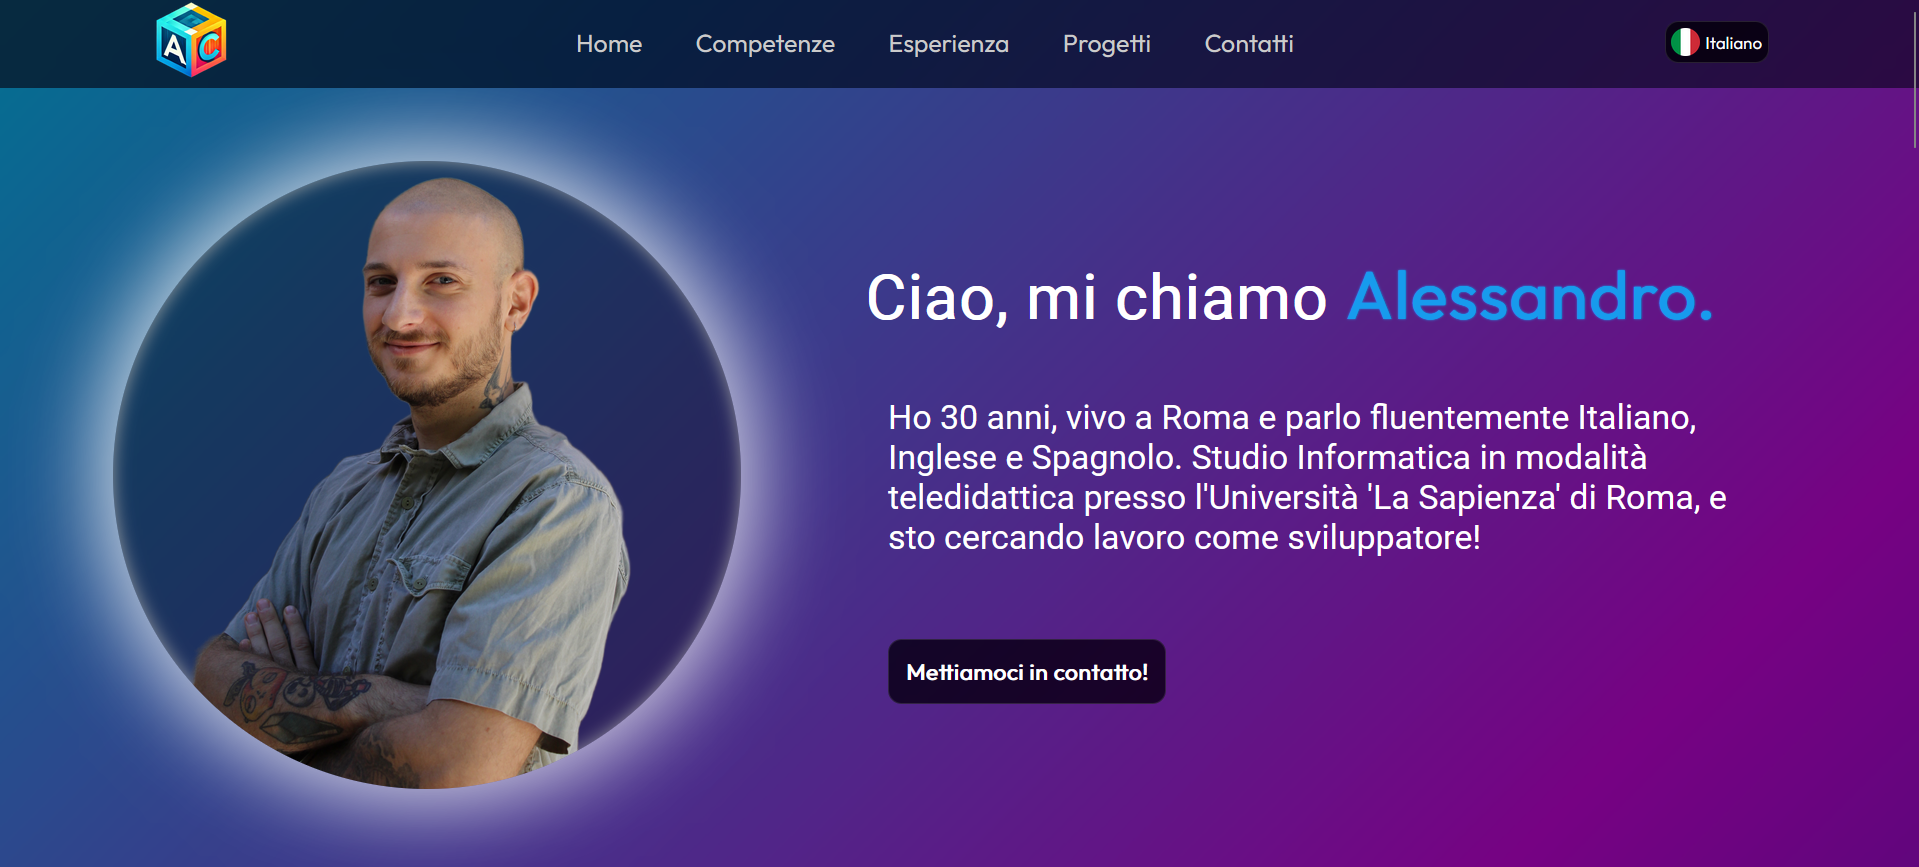 AC
Home Competenze Esperienza Progetti Contatti
Italiano
Ciao, mi chiamo Alessandro.
Ho 30 anni, vivo a Roma e parlo fluentemente Italiano,
Inglese e Spagnolo. Studio Informatica in modalità
teledidattica presso l'Università 'La Sapienza' di Roma, e
sto cercando lavoro come sviluppatore!
Mettiamoci in contatto!